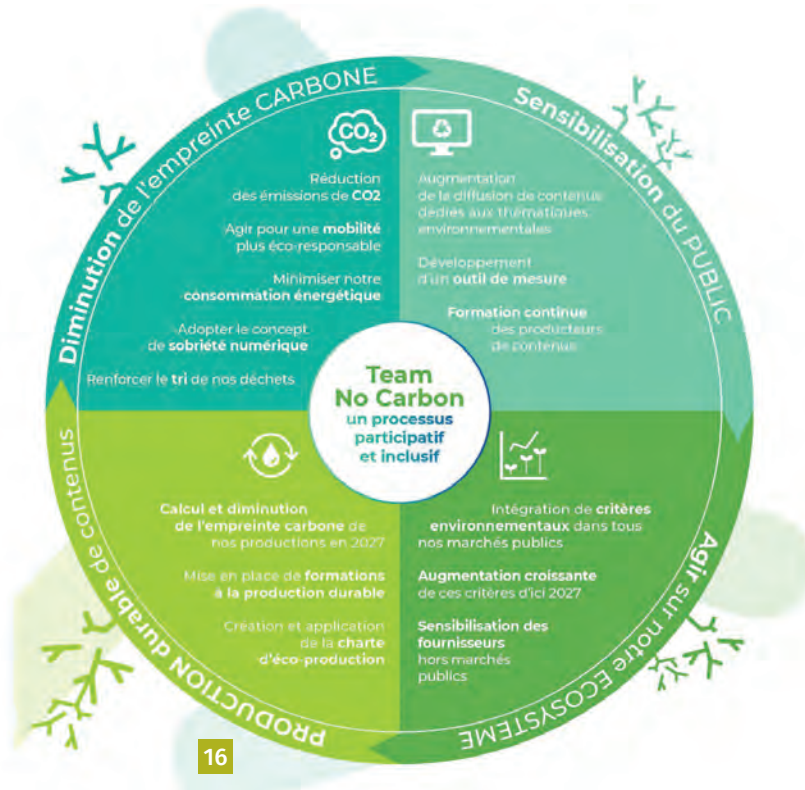 Diminution de l'empreinte CARBONE
CO2
Réduction
des émissions de CO2
Agir pour une mobilité
plus éco-responsable
Minimiser notre
consommation énergétique
Adopter le concept
de sobriété numérique
Renforcer le tri de nos déchets
Sensibilisation du PUBLIC
Augmentation
de la diffusion de contenus
dédiés aux thématiques
environnementales
Développement
d'un outil de mesure
Formation continue
des producteurs
de contenus
Team
No Carbon
un processus
participatif
et inclusif
PRODUCTION durable de contenus
Calcul et diminution
de l'empreinte carbone de
nos productions en 2027
Mise en place de formations
à la production durable
Création et application
de la charte
d'éco-production
Agir sur notre ECOSYSTEME
Intégration de critères
environnementaux dans tous
nos marchés publics
Augmentation croissante
de ces critères d'ici 2027
Sensibilisation des
fournisseurs
hors marchés
publics
16